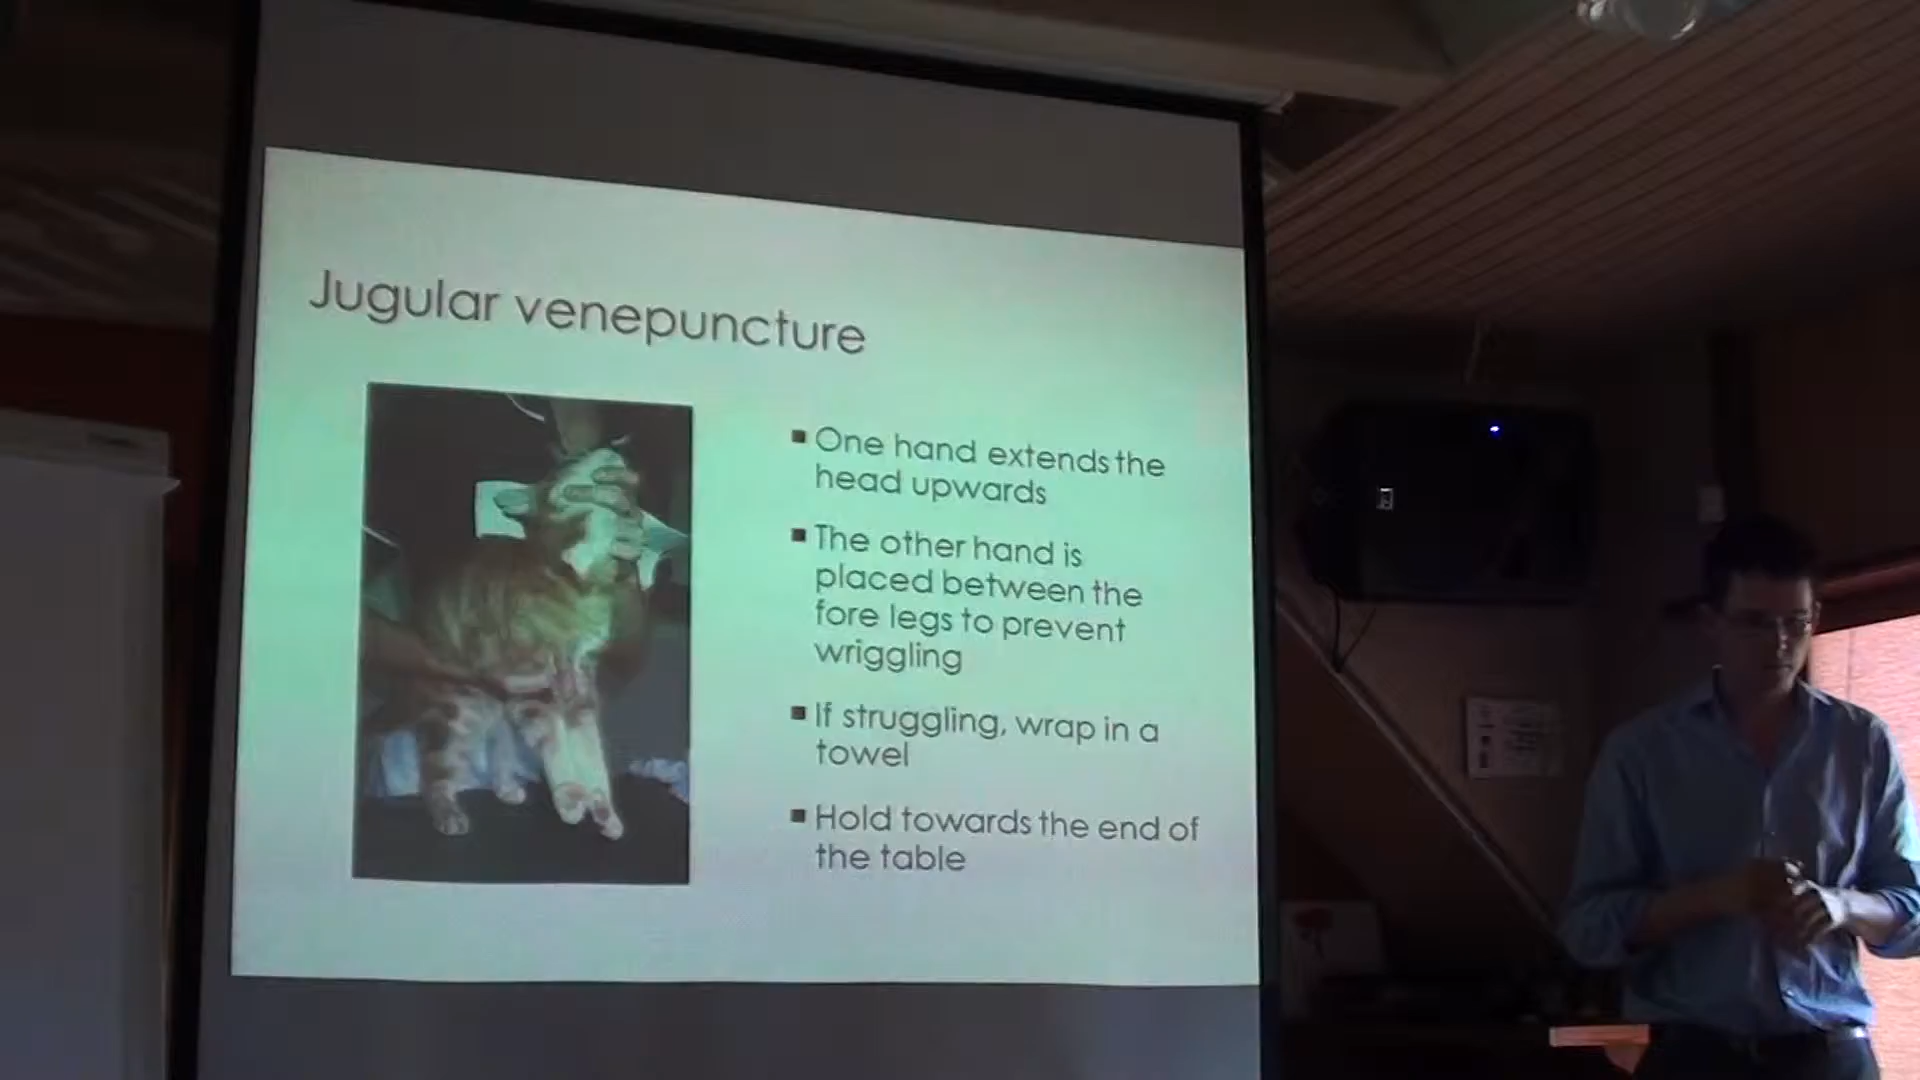 Jugular venepuncture
▪ One hand extends the
head upwards
▪ The other hand is
placed between the
fore legs to prevent
wriggling
▪ If struggling, wrap in a
towel
▪ Hold towards the end of
the table